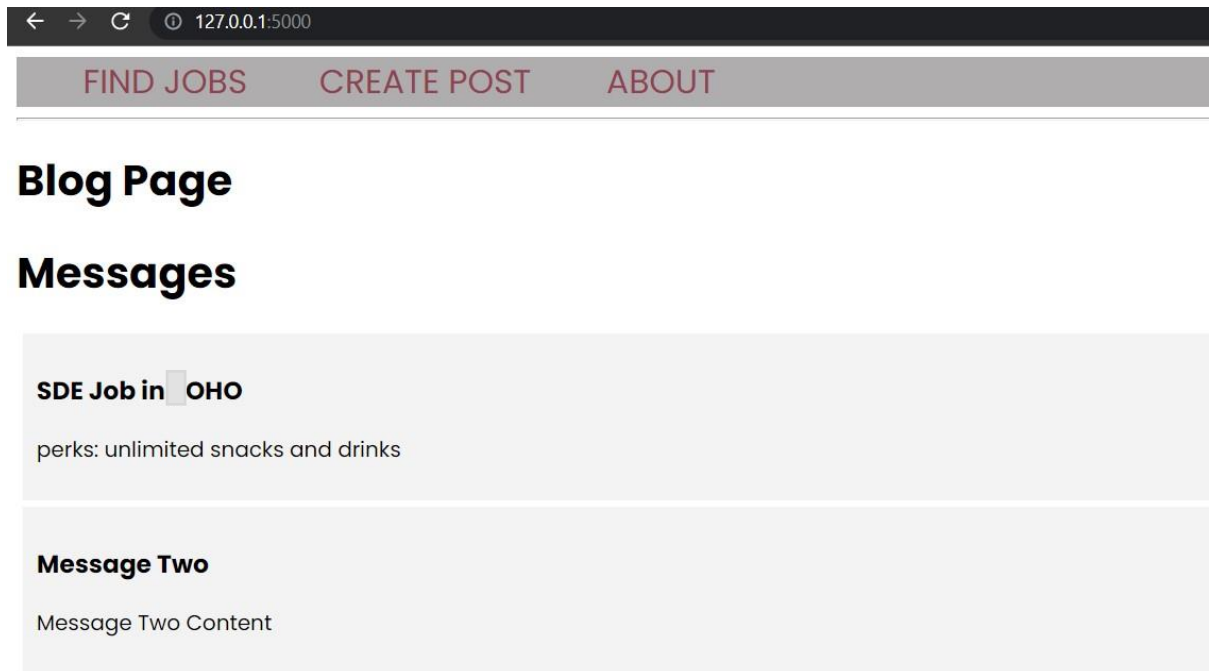 127.0.0.1:5000
FIND JOBS CREATE POST ABOUT
Blog Page
Messages
SDE Job in OHO
perks: unlimited snacks and drinks
Message Two
Message Two Content